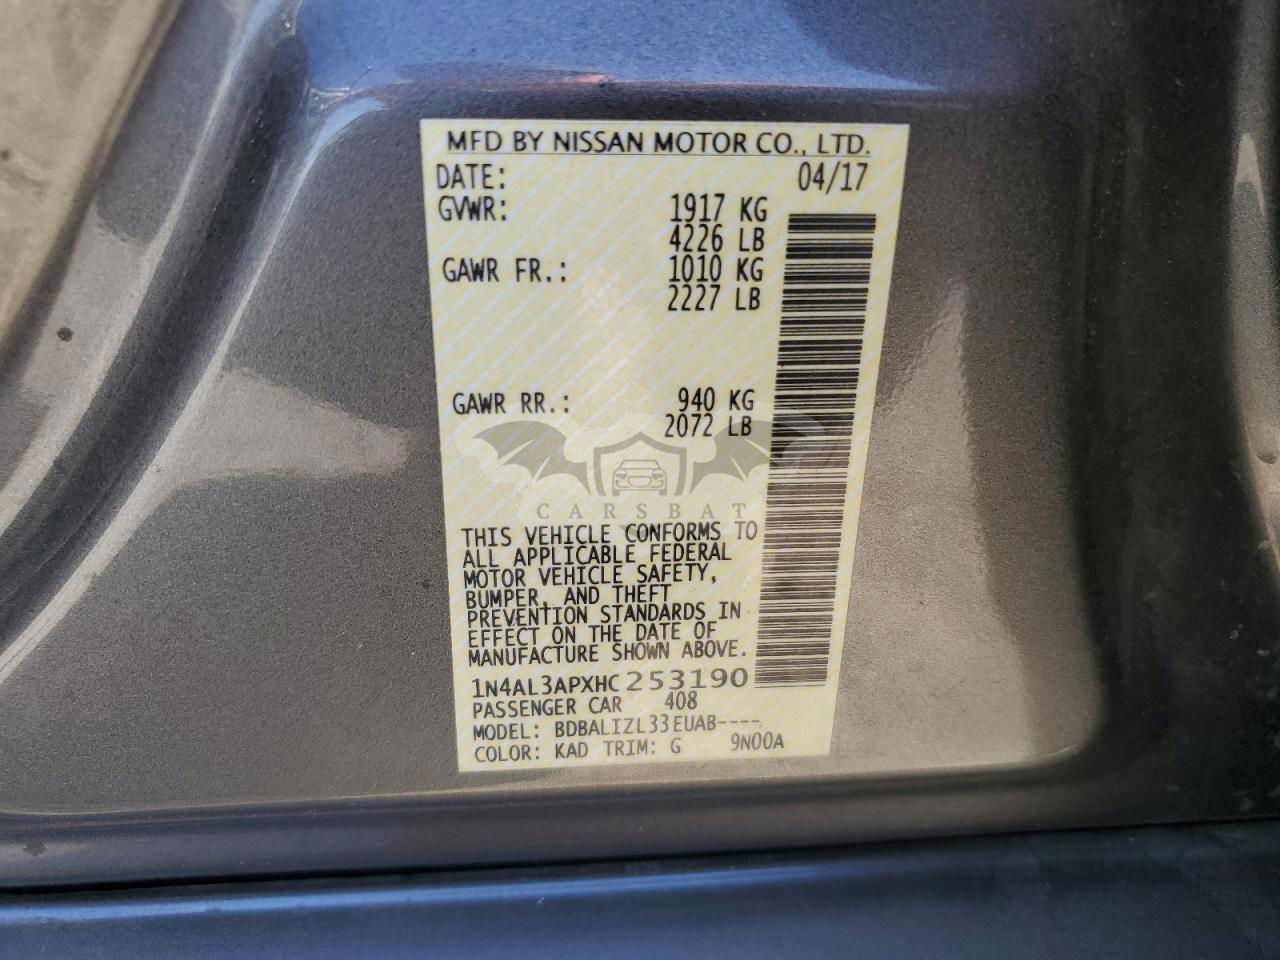 MFD BY NISSAN MOTOR CO., LTD.
DATE: 04/17
GVWR: 1917 KG
4226 LB
GAWR FR.: 1010 KG
2227 LB
GAWR RR.: 940 KG
2072 LB
CARSBAT
THIS VEHICLE CONFORMS TO
ALL APPLICABLE FEDERAL
MOTOR VEHICLE SAFETY,
BUMPER, AND THEFT
PREVENTION STANDARDS IN
EFFECT ON THE DATE OF
MANUFACTURE SHOWN ABOVE.
1N4AL3APXHC253190
PASSENGER CAR 408
MODEL: BDBALIZL33EUAB----
COLOR: KAD TRIM: G 9N00A